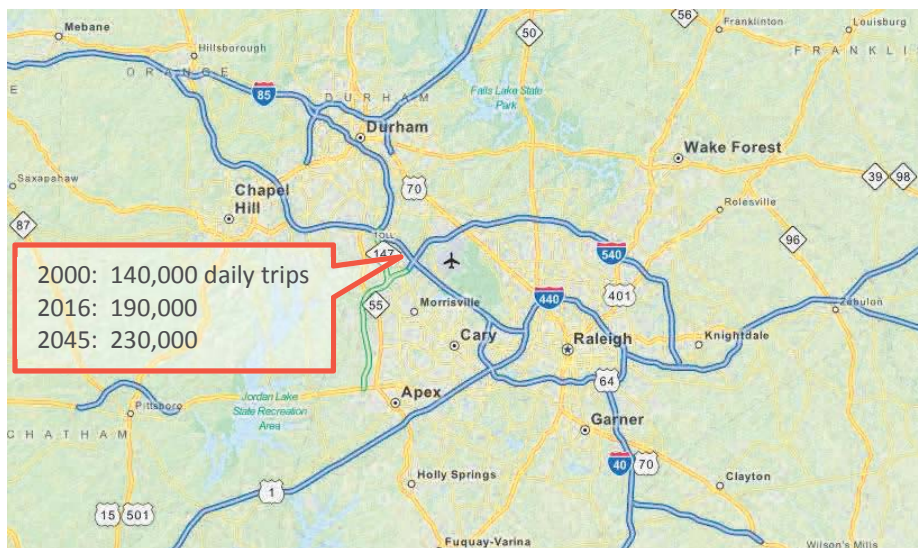 Mebane
Hillsborough
50
56
Franklinton
Louisburg
FRANKLI
ORANGE
E
85
DURHAM
Falls Lake State
Park
Durham
Wake Forest
39
98
Saxapahaw
Chapel
Hill
70
Rolesville
87
TOLL
147
540
96
2000: 140,000 daily trips
2016: 190,000
2045: 230,000
55
Morrisville
440
401
Zebulon
Cary
Raleigh
Knightdale
64
Jordan Lake
State Recreation
Area
Apex
Pittsboro
Garner
CHATHAM
40
70
Holly Springs
Clayton
1
15
501
Fuquay-Varina
Wilson's Mills